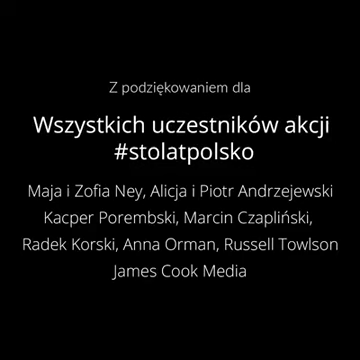 Z podziękowaniem dla
Wszystkich uczestników akcji
#stolatpolsko
Maja i Zofia Ney, Alicja i Piotr Andrzejewski
Kacper Porembski, Marcin Czapliński,
Radek Korski, Anna Orman, Russell Towlson
James Cook Media